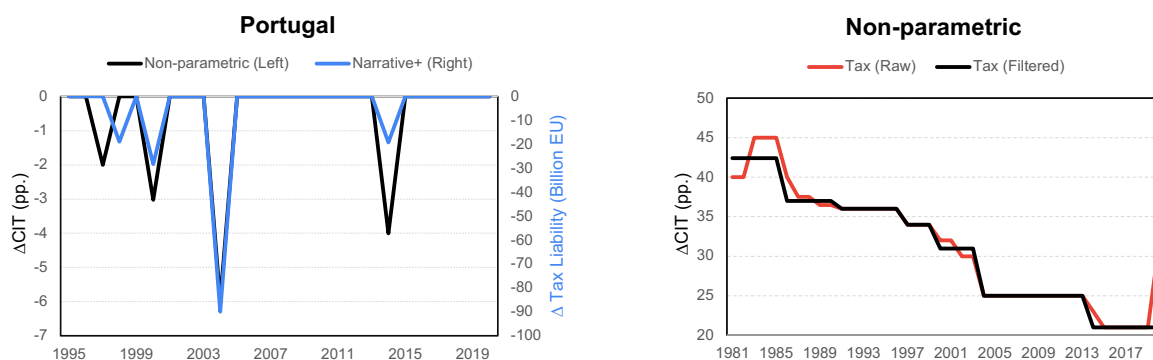 Portugal
Non-parametric (Left) Narrative+ (Right)
ΔCIT (pp.)
0
-1
-2
-3
-4
-5
-6
-7
0
-10
-20
-30
-40
-50
-60
-70
-80
-90
-100
Δ Tax Liability (Billion EU)
1995 1999 2003 2007 2011 2015 2019
Non-parametric
Tax (Raw) Tax (Filtered)
ΔCIT (pp.)
50
45
40
35
30
25
20
1981 1985 1989 1993 1997 2001 2005 2009 2013 2017